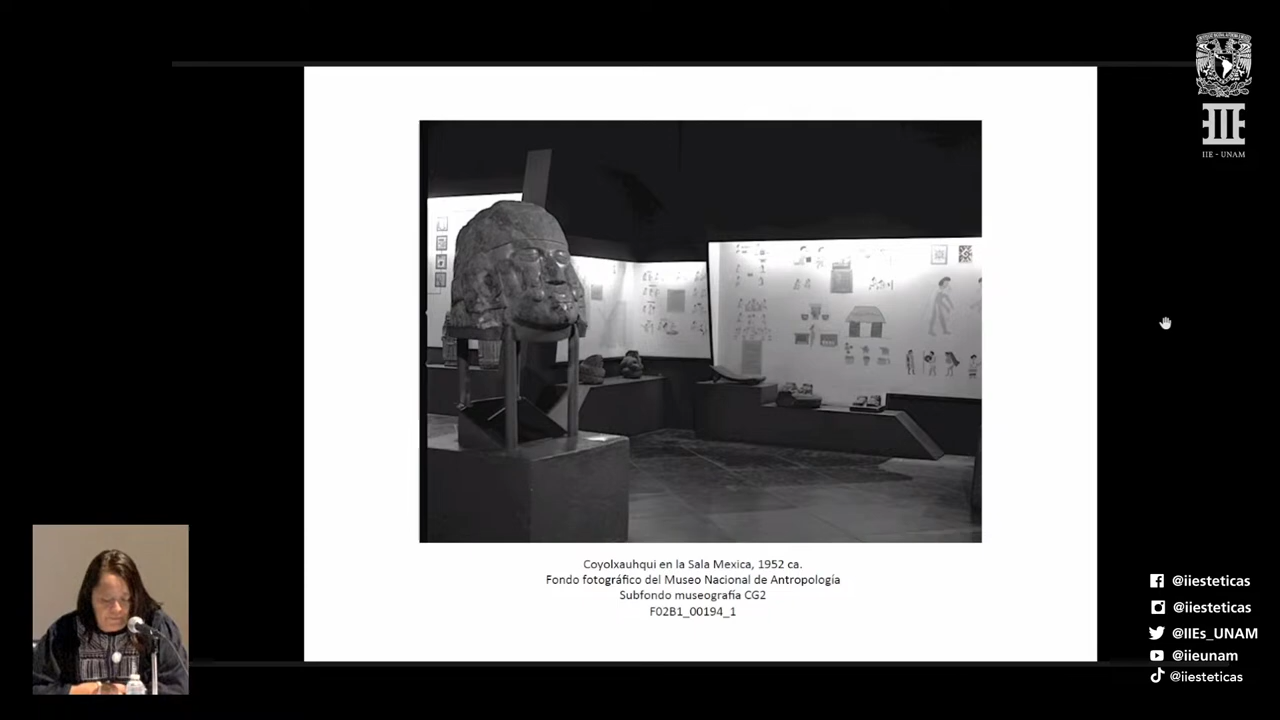 IIE - UNAM
Coyolxauhqui en la Sala Mexica, 1952 ca.
Fondo fotográfico del Museo Nacional de Antropología
Subfondo museografía CG2
F02B1_00194_1
@iiesteticas
@iiesteticas
@IIEs_UNAM
@iieunam
@iiesteticas